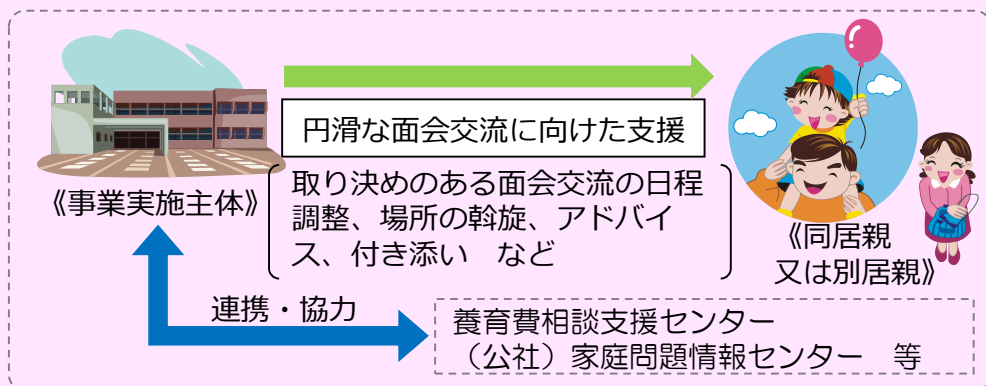 円滑な面会交流に向けた支援
《事業実施主体》
取り決めのある面会交流の日程
調整、場所の斡旋、アドバイ
ス、付き添い　など
《同居親
又は別居親》
連携・協力
養育費相談支援センター
（公社）家庭問題情報センター　等